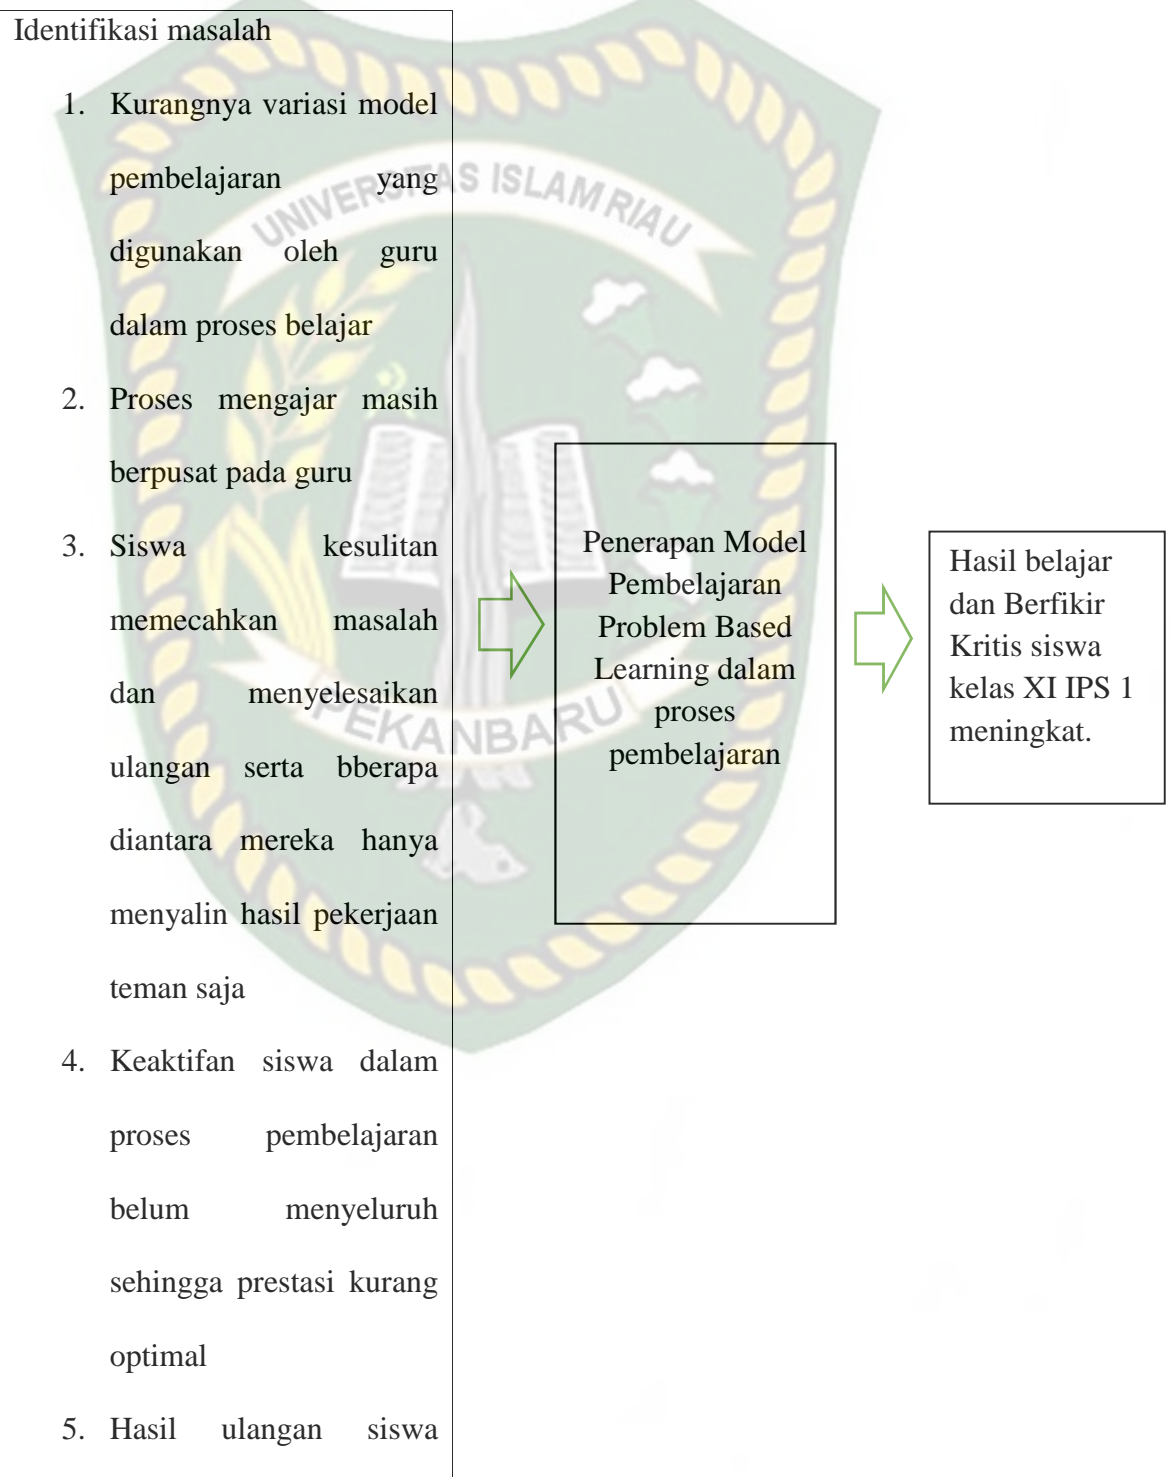 Identifikasi masalah
1. Kurangnya variasi model
pembelajaran yang
digunakan oleh guru
dalam proses belajar
2. Proses mengajar masih
berpusat pada guru
3. Siswa kesulitan
memecahkan masalah
dan menyelesaikan
ulangan serta bberapa
diantara mereka hanya
menyalin hasil pekerjaan
teman saja
4. Keaktifan siswa dalam
proses pembelajaran
belum menyeluruh
sehingga prestasi kurang
optimal
5. Hasil ulangan siswa
Penerapan Model
Pembelajaran
Problem Based
Learning dalam
proses
pembelajaran
Hasil belajar
dan Berfikir
Kritis siswa
kelas XI IPS 1
meningkat.
UNIVERSITAS ISLAM RIAU
PEKANBARU